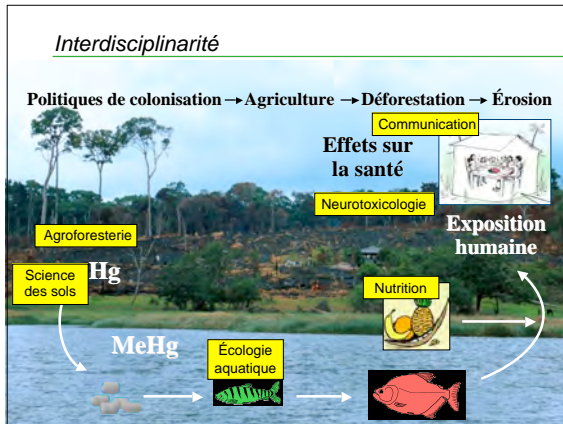 Interdisciplinarité
Politiques de colonisation → Agriculture → Déforestation → Érosion
Communication
Effets sur
la santé
Neurotoxicologie
Exposition
humaine
Agroforesterie
Hg
Science
des sols
Nutrition
MeHg
Écologie
aquatique